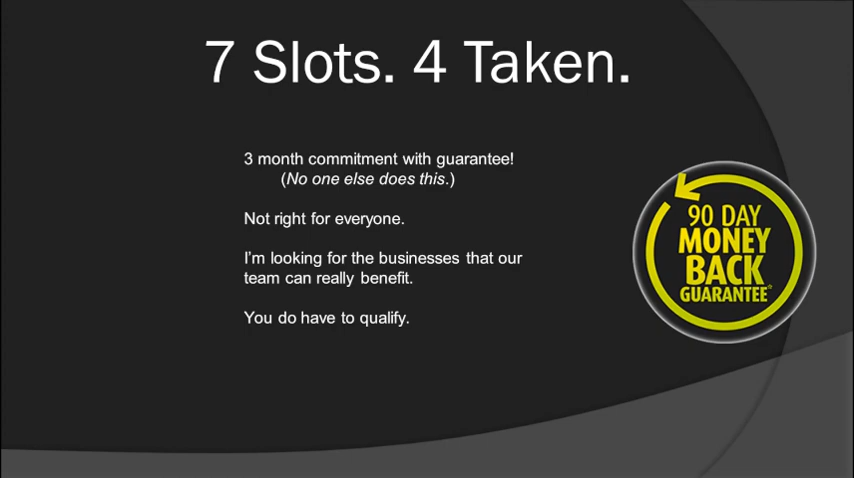 7 Slots. 4 Taken.
3 month commitment with guarantee!
(No one else does this.)
Not right for everyone.
I'm looking for the businesses that our
team can really benefit.
You do have to qualify.
90 DAY
MONEY
BACK
GUARANTEE*